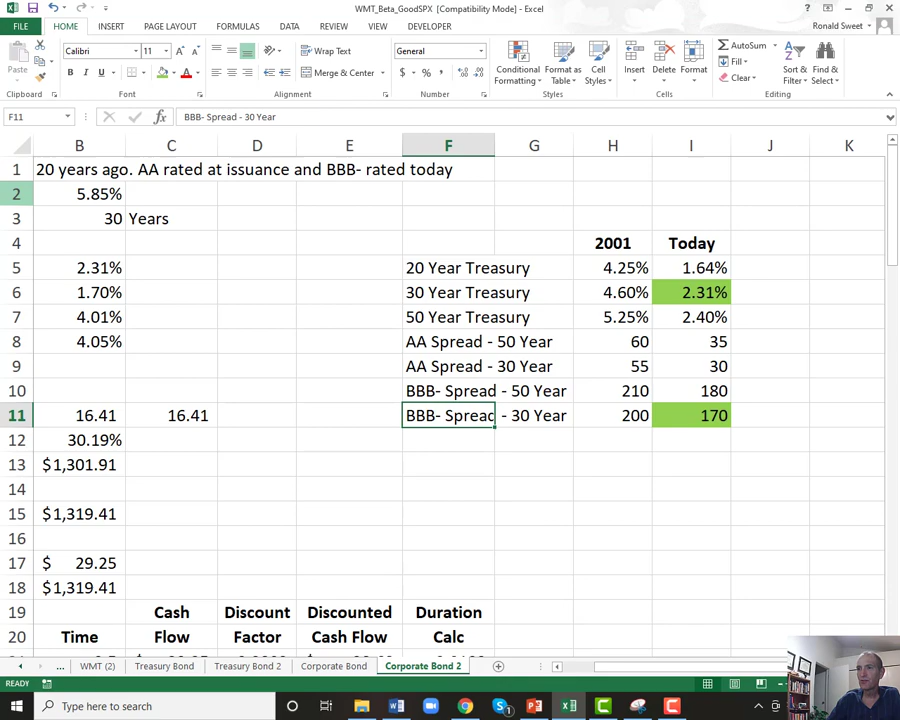 WMT_Beta_GoodSPX [Compatibility Mode] - Excel
FILE HOME INSERT PAGE LAYOUT FORMULAS DATA REVIEW VIEW DEVELOPER Ronald Sweet
Paste Calibri 11 Wrap Text General AutoSum
B I U Merge & Center $ % Conditional Formatting Format as Table Cell Styles Insert Delete Format Fill Clear Sort & Filter Find & Select
Clipboard Font Alignment Number Styles Cells Editing
F11 BBB- Spread - 30 Year
B C D E F G H I J K
1 20 years ago. AA rated at issuance and BBB- rated today
2 5.85%
3 30 Years
4 2001 Today
5 2.31% 20 Year Treasury 4.25% 1.64%
6 1.70% 30 Year Treasury 4.60% 2.31%
7 4.01% 50 Year Treasury 5.25% 2.40%
8 4.05% AA Spread - 50 Year 60 35
9 AA Spread - 30 Year 55 30
10 BBB- Spread - 50 Year 210 180
11 16.41 16.41 BBB- Spread - 30 Year 200 170
12 30.19%
13 $1,301.91
14
15 $1,319.41
16
17 $ 29.25
18 $1,319.41
19 Cash Discount Discounted Duration
20 Time Flow Factor Cash Flow Calc
... WMT (2) Treasury Bond Treasury Bond 2 Corporate Bond Corporate Bond 2
READY
Type here to search